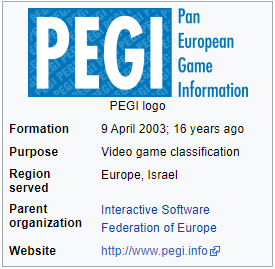 PEGI
Pan
European
Game
Information
PEGI logo
Formation 9 April 2003; 16 years ago
Purpose Video game classification
Region served Europe, Israel
Parent organization Interactive Software Federation of Europe
Website http://www.pegi.info